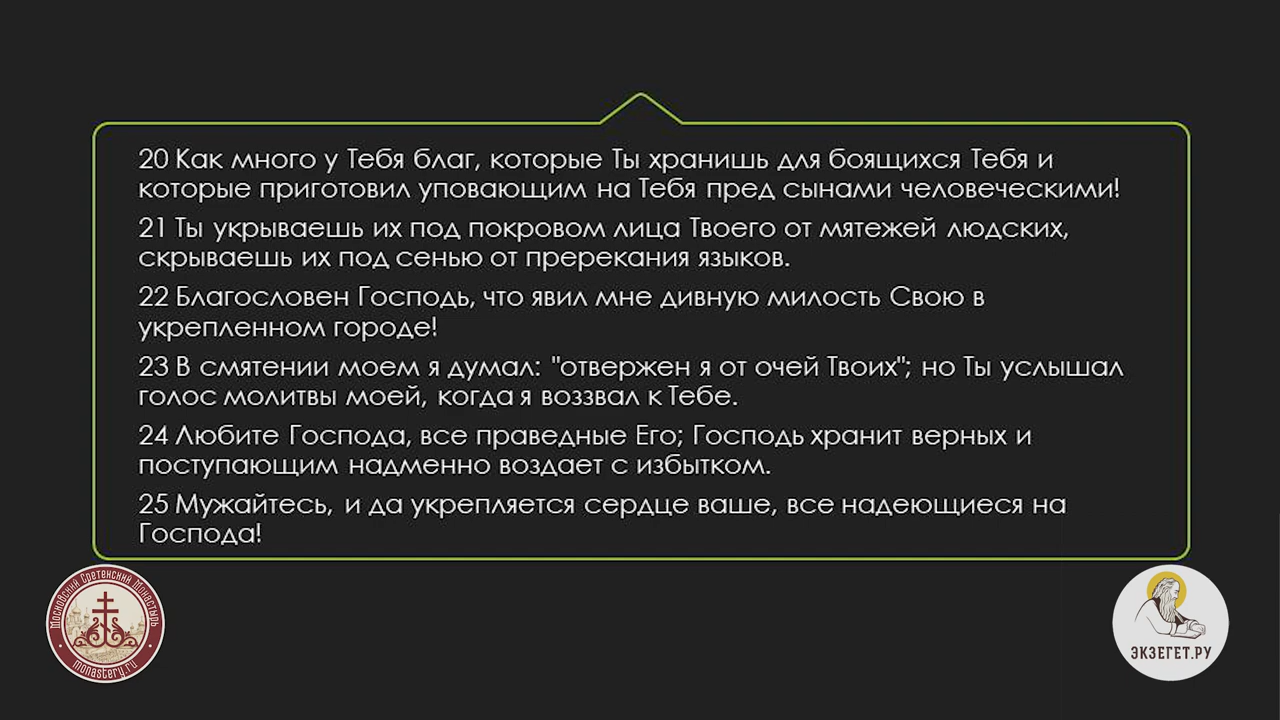 20 Как много у Тебя благ, которые Ты хранишь для боящихся Тебя и
которые приготовил уповающим на Тебя пред сынами человеческими!
21 Ты укрываешь их под покровом лица Твоего от мятежей людских,
скрываешь их под сенью от пререкания языков.
22 Благословен Господь, что явил мне дивную милость Свою в
укрепленном городе!
23 В смятении моем я думал: "отвержен я от очей Твоих"; но Ты услышал
голос молитвы моей, когда я воззвал к Тебе.
24 Любите Господа, все праведные Его; Господь хранит верных и
поступающим надменно воздает с избытком.
25 Мужайтесь, и да укрепляется сердце ваше, все надеющиеся на
Господа!
Московский Сретенский Монастырь
monastery.ru
ЭКЗЕГЕТ.РУ